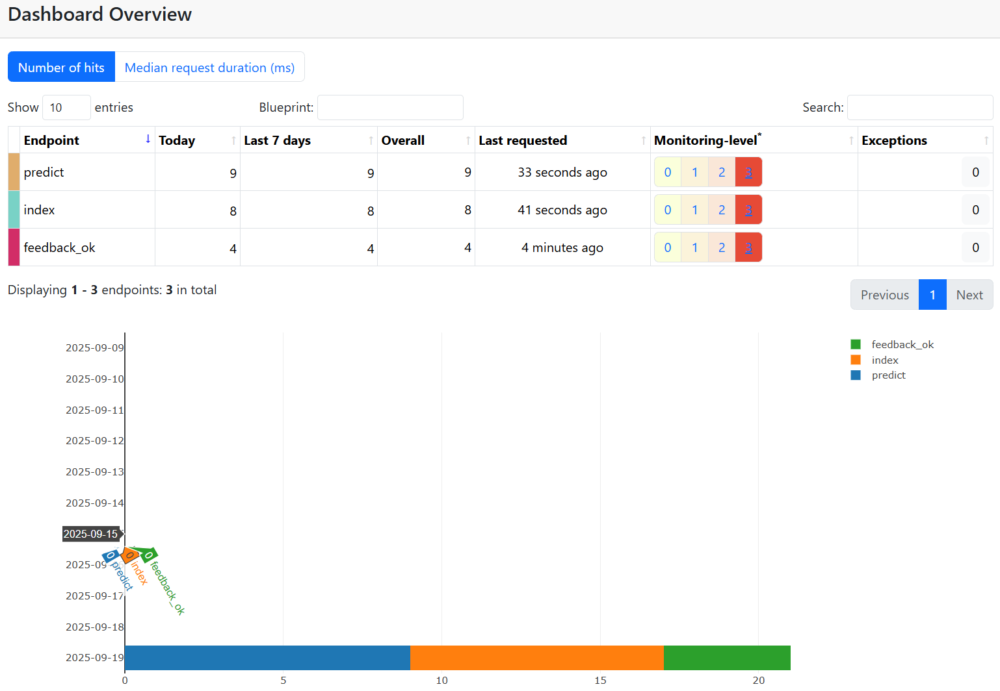 Dashboard Overview
Number of hits Median request duration (ms)
Show 10 entries Blueprint: Search:
Endpoint ↓ Today ↑ Last 7 days ↑ Overall ↑ Last requested ↑ Monitoring-level* ↑ Exceptions ↑
predict 9 9 9 33 seconds ago 0 1 2 3 0
index 8 8 8 41 seconds ago 0 1 2 3 0
feedback_ok 4 4 4 4 minutes ago 0 1 2 3 0
Displaying 1 - 3 endpoints: 3 in total
Previous 1 Next
feedback_ok
index
predict
2025-09-09
2025-09-10
2025-09-11
2025-09-12
2025-09-13
2025-09-14
2025-09-15
0 predict
0 index
0 feedback_ok
2025-09-17
2025-09-18
2025-09-19
0 5 10 15 20